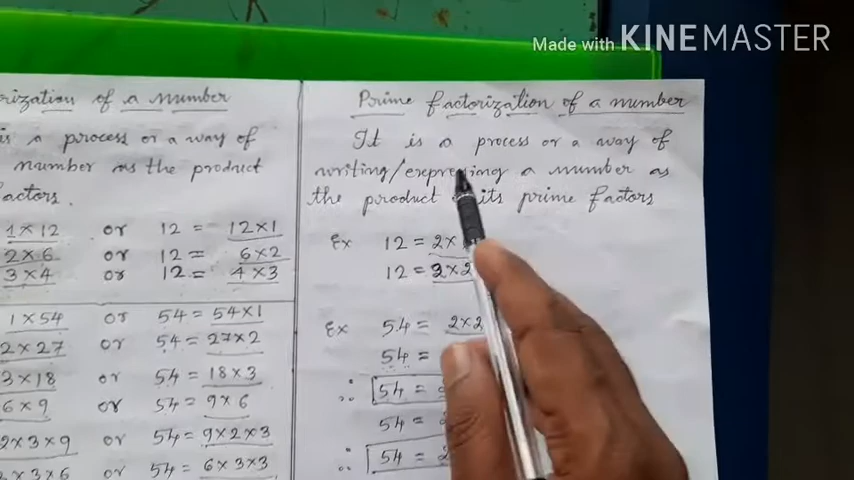 Made with KINEMASTER
orization of a number
is a process or a way of
number as the product
actors.
1×12 or 12 = 12×1
2×6 or 12 = 6×2
3×4 or 12 = 4×3
1×54 or 54 = 54×1
2×27 or 54 = 27×2
3×18 or 54 = 18×3
6×9 or 54 = 9×6
2×3×9 or 54 = 9×2×3
2×3×6 or 54 = 6×3×3
Prime factorization of a number
It is a process or a way of
writing/expressing a number as
the product its prime factors
Ex 12 = 2×
12 = 3×2
Ex 54 = 2×2
54 =
∴ 54 =
54 =
∴ 54 =